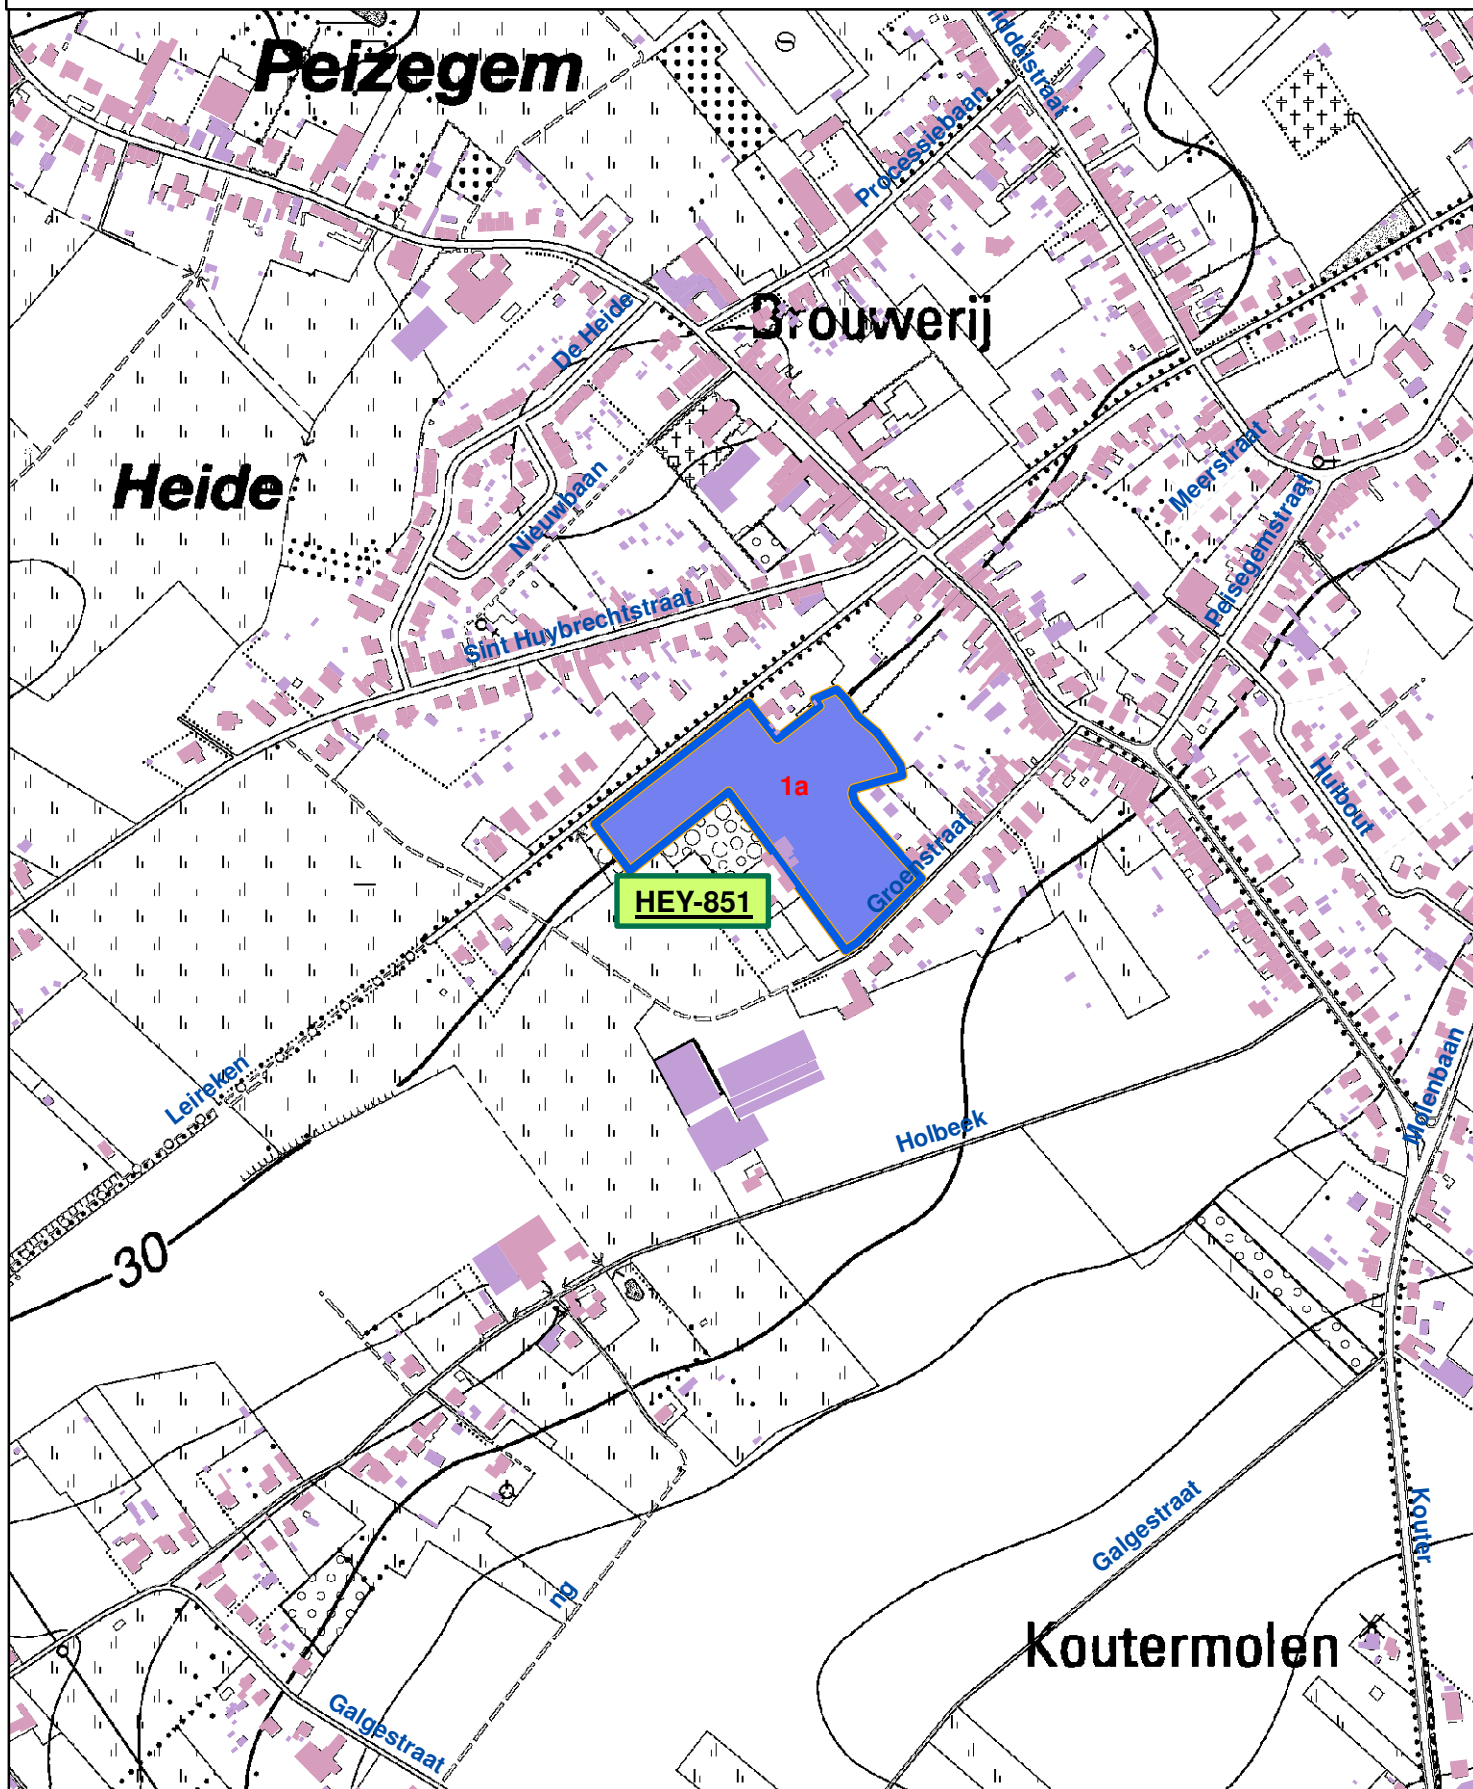 Peizegem
Processiebaan
De Heide
Brouwerij
Heide
Nieuwbaan
Meerstraat
Peisegemstraat
Sint Huybrechtstraat
1a
Huibout
Groenstraat
HEY-851
Leireken
Holbeek
Molenbaan
30
Galgestraat
Kouter
ng
Koutermolen
Galgestraat